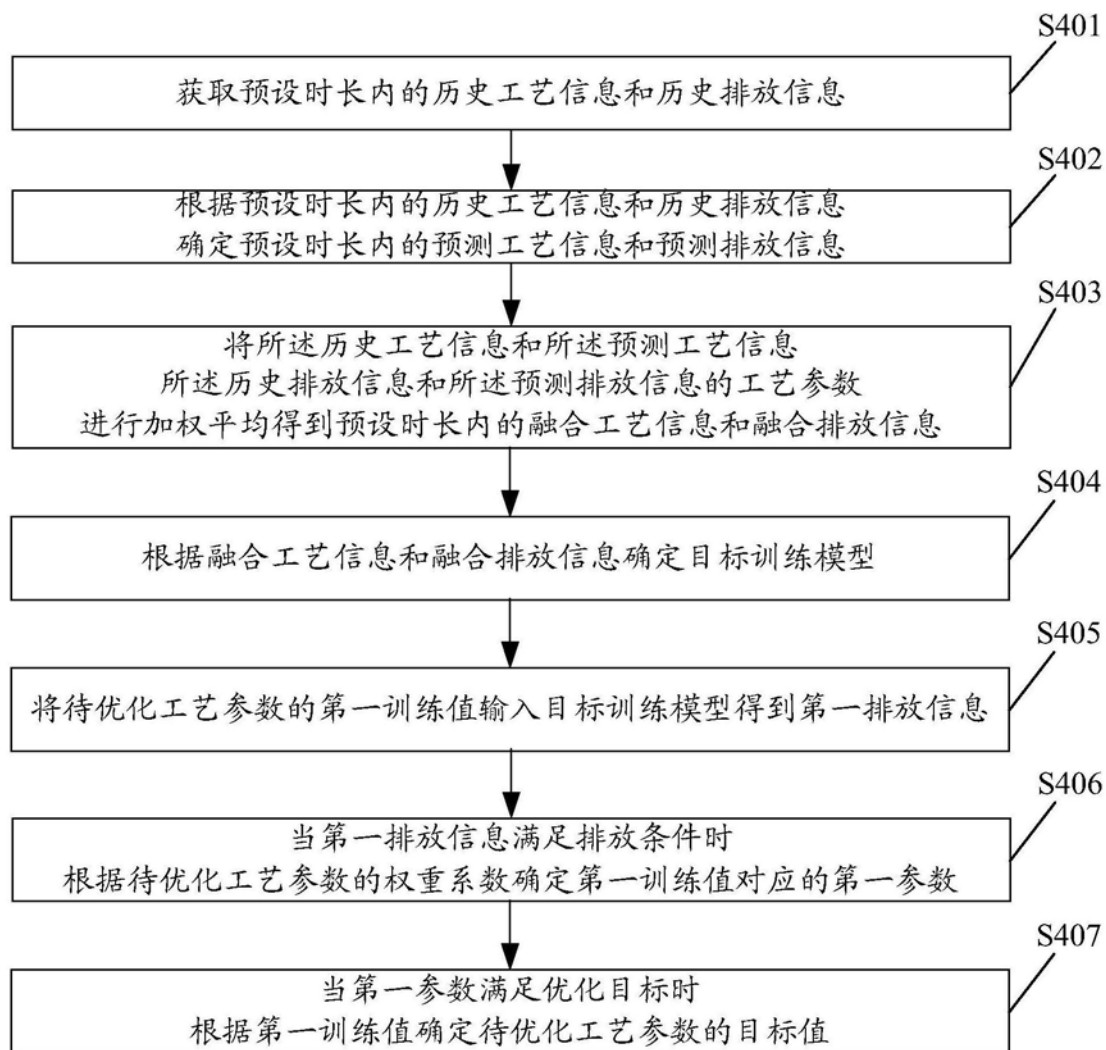 S401
获取预设时长内的历史工艺信息和历史排放信息
S402
根据预设时长内的历史工艺信息和历史排放信息
确定预设时长内的预测工艺信息和预测排放信息
S403
将所述历史工艺信息和所述预测工艺信息
所述历史排放信息和所述预测排放信息的工艺参数
进行加权平均得到预设时长内的融合工艺信息和融合排放信息
S404
根据融合工艺信息和融合排放信息确定目标训练模型
S405
将待优化工艺参数的第一训练值输入目标训练模型得到第一排放信息
S406
当第一排放信息满足排放条件时
根据待优化工艺参数的权重系数确定第一训练值对应的第一参数
S407
当第一参数满足优化目标时
根据第一训练值确定待优化工艺参数的目标值